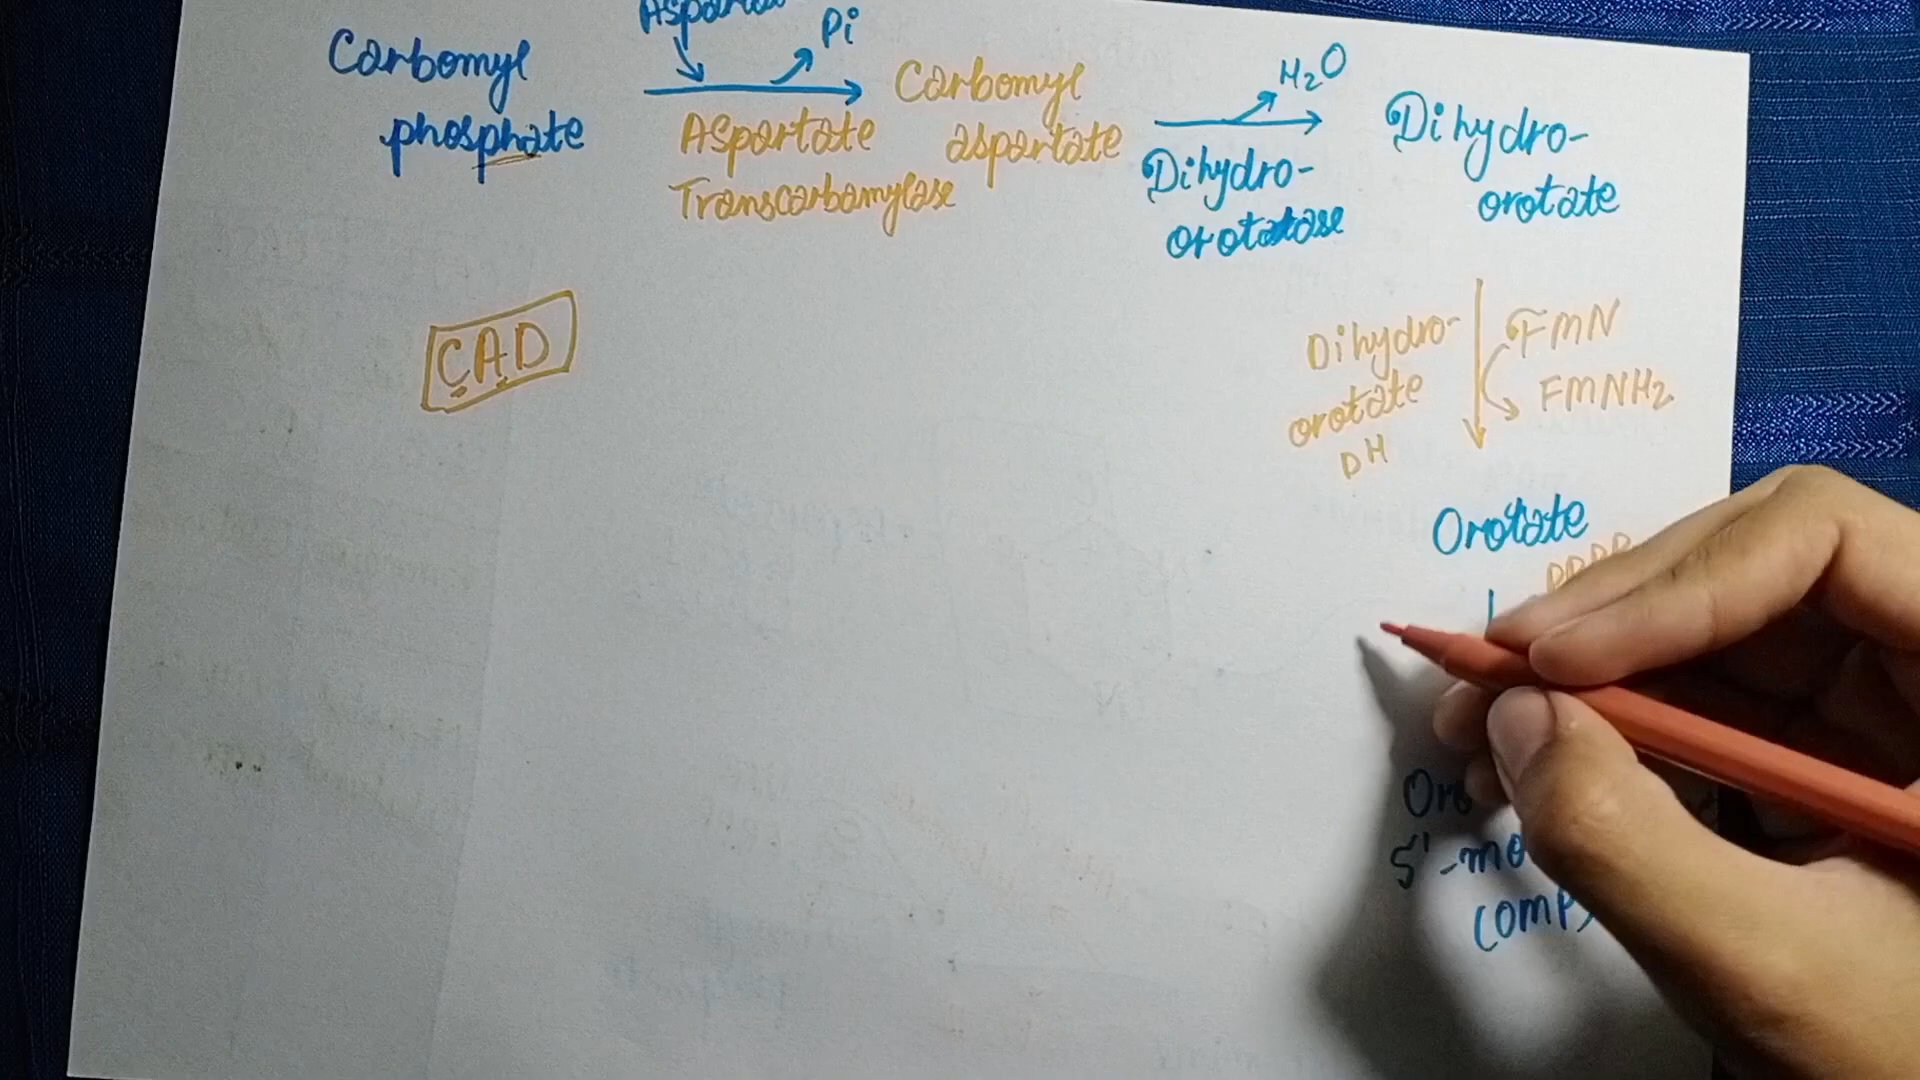 Pi
Carbomyl
phosphate
Aspartate
Transcarbamylase
Carbomyl
aspartate
H2O
Dihydro-
orotatase
Dihydro-
orotate
CAD
Dihydro-
orotate
DH
FMN
FMNH2
Orotate
5'-
(OMP)